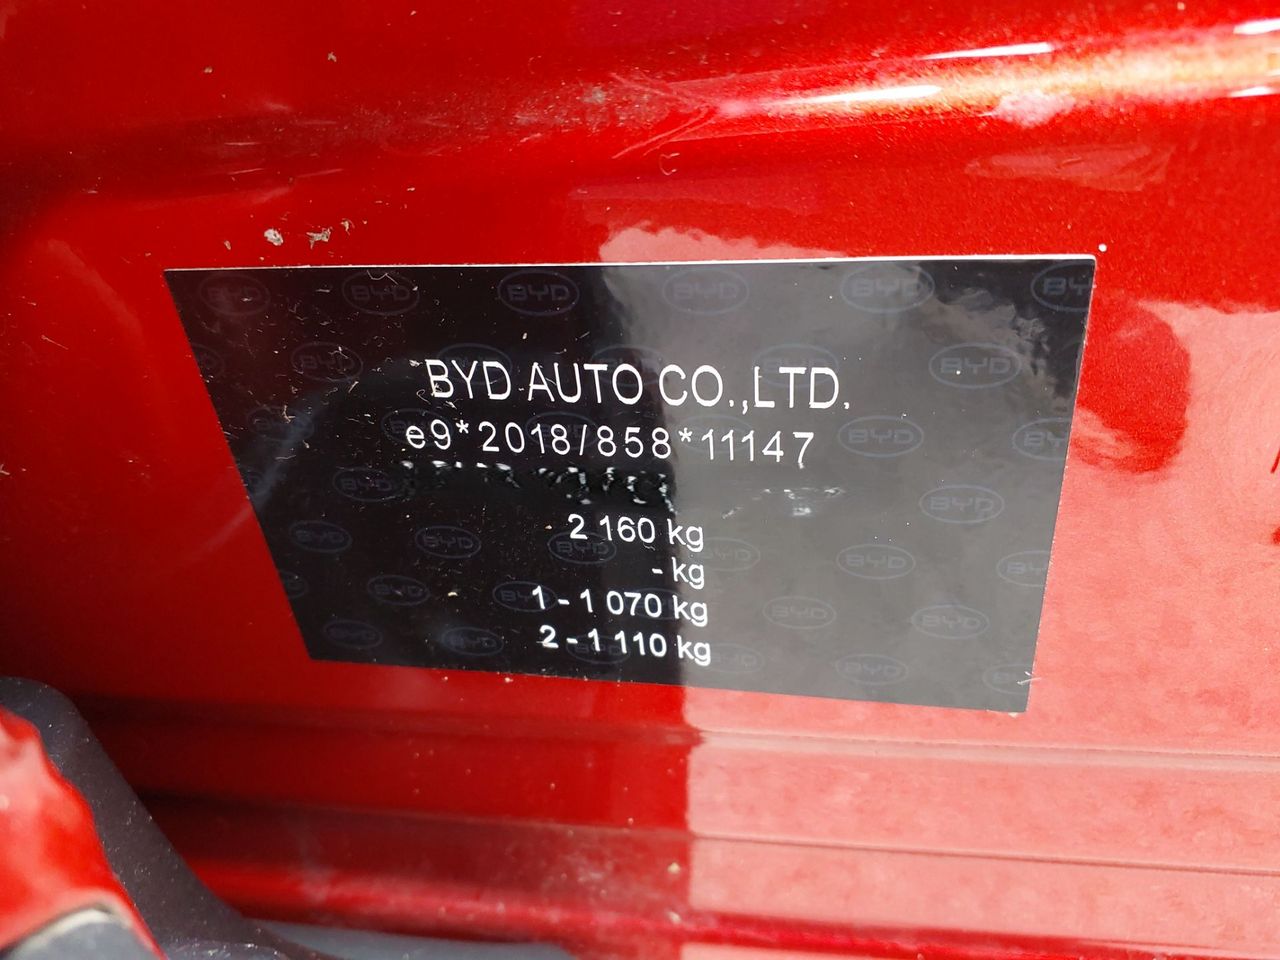 BYD AUTO CO.,LTD.
e9*2018/858*11147
2 160 kg
- kg
1 - 1 070 kg
2 - 1 110 kg